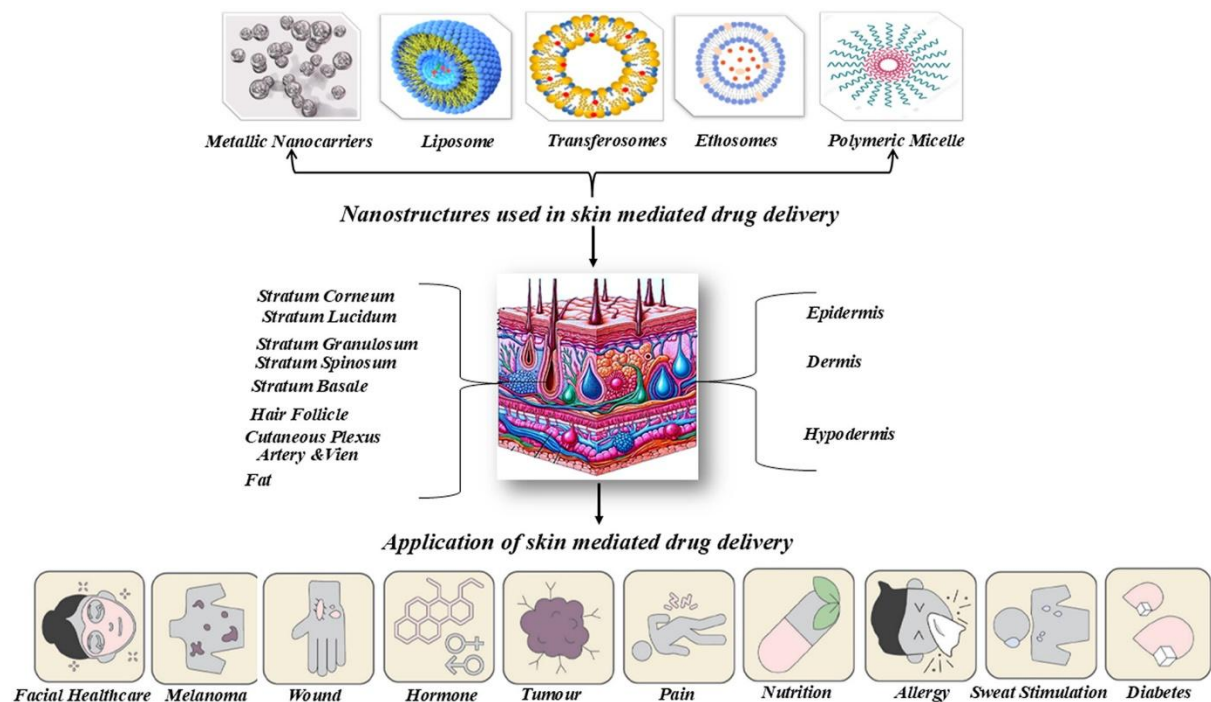 Metallic Nanocarriers
Liposome
Transferosomes
Ethosomes
Polymeric Micelle
Nanostructures used in skin mediated drug delivery
Stratum Corneum
Stratum Lucidum
Stratum Granulosum
Stratum Spinosum
Stratum Basale
Hair Follicle
Cutaneous Plexus
Artery &Vien
Fat
Epidermis
Dermis
Hypodermis
Application of skin mediated drug delivery
Facial Healthcare
Melanoma
Wound
Hormone
Tumour
Pain
Nutrition
Allergy
Sweat Stimulation
Diabetes